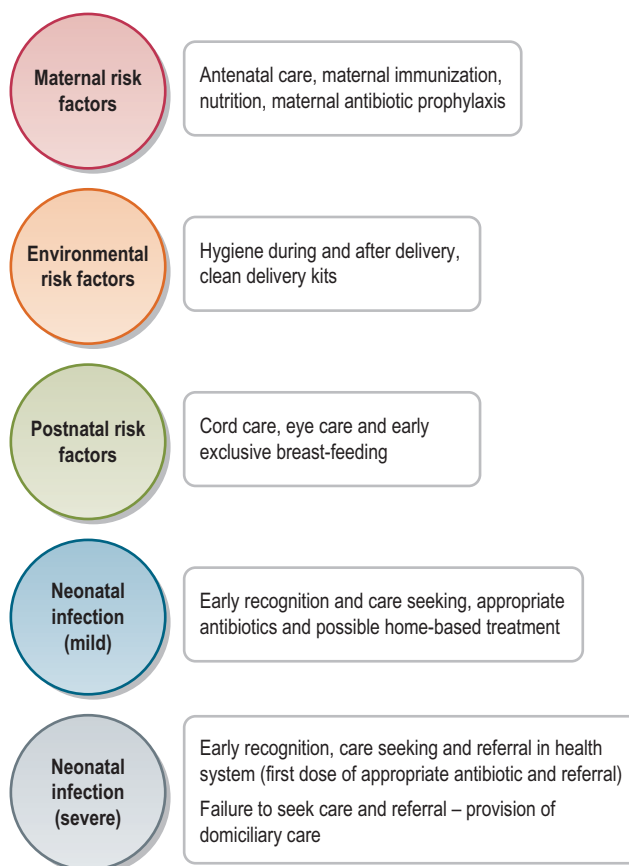 Maternal risk
factors
Antenatal care, maternal immunization,
nutrition, maternal antibiotic prophylaxis
Environmental
risk factors
Hygiene during and after delivery,
clean delivery kits
Postnatal risk
factors
Cord care, eye care and early
exclusive breast-feeding
Neonatal
infection
(mild)
Early recognition and care seeking, appropriate
antibiotics and possible home-based treatment
Neonatal
infection
(severe)
Early recognition, care seeking and referral in health
system (first dose of appropriate antibiotic and referral)
Failure to seek care and referral – provision of
domiciliary care